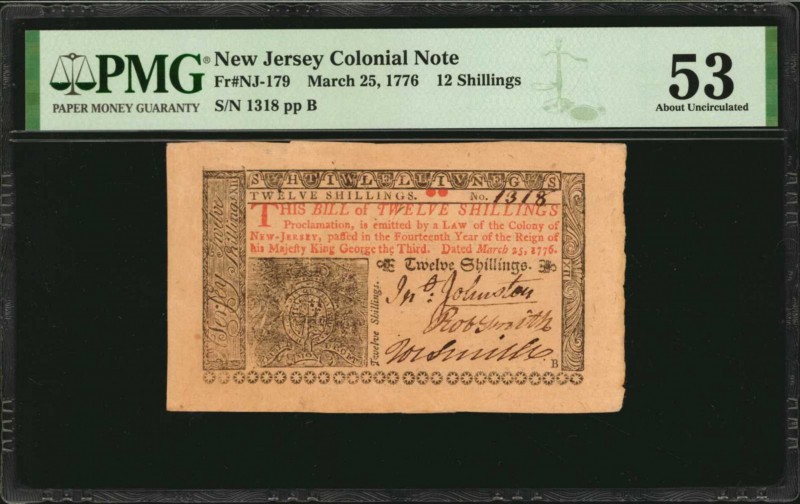 PMG
PAPER MONEY GUARANTY
New Jersey Colonial Note
Fr#NJ-179 March 25, 1776 12 Shillings
S/N 1318 pp B
53
About Uncirculated
TWELVE SHILLINGS. No. 1318
THIS BILL of TWELVE SHILLINGS
Proclamation, is emitted by a LAW of the Colony of
NEW-JERSEY, passed in the Fourteenth Year of the Reign of
his Majesty King George the Third. Dated March 25, 1776.
Twelve Shillings.
Twelve Shillings.
Jno. Johnston
Rob Smith
B